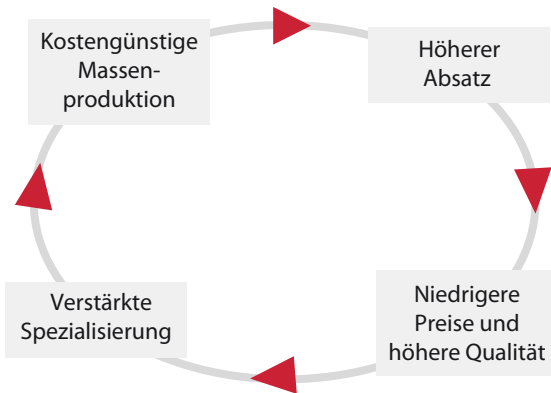 Kostengünstige
Massen-
produktion
Höherer
Absatz
Niedrigere
Preise und
höhere Qualität
Verstärkte
Spezialisierung